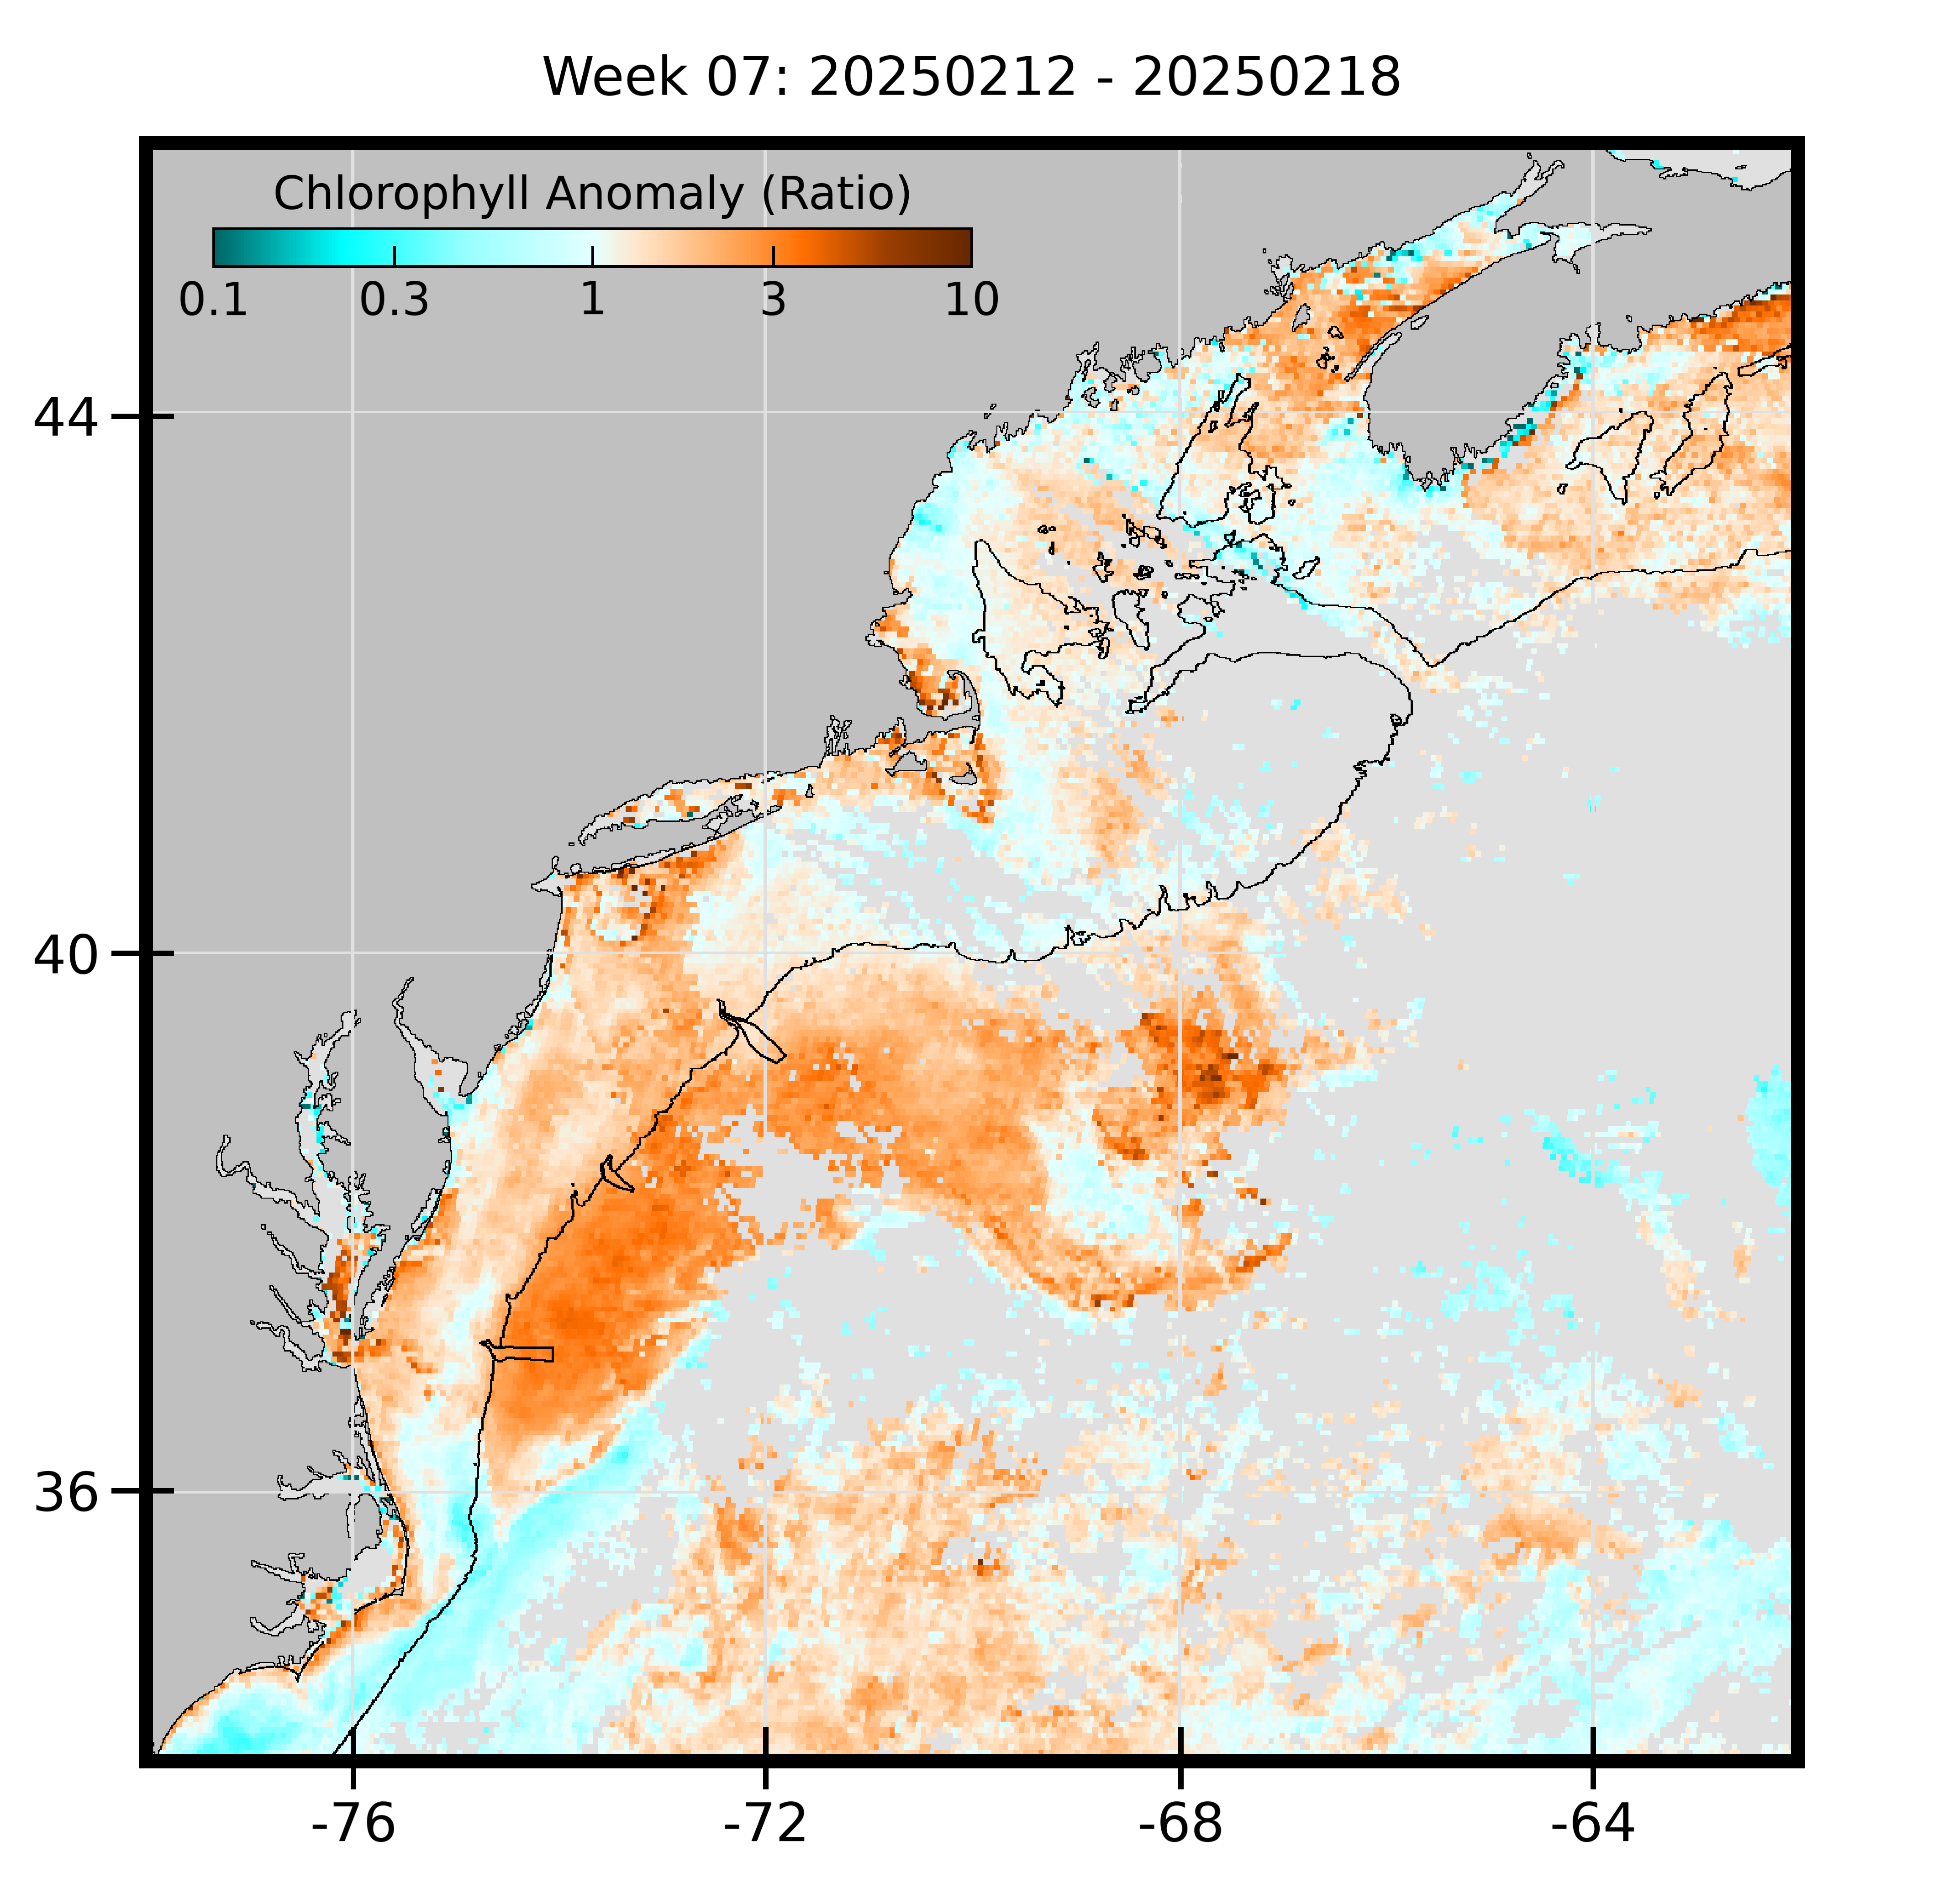 Week 07: 20250212 - 20250218
Chlorophyll Anomaly (Ratio)
0.1 0.3 1 3 10
44
40
36
-76 -72 -68 -64